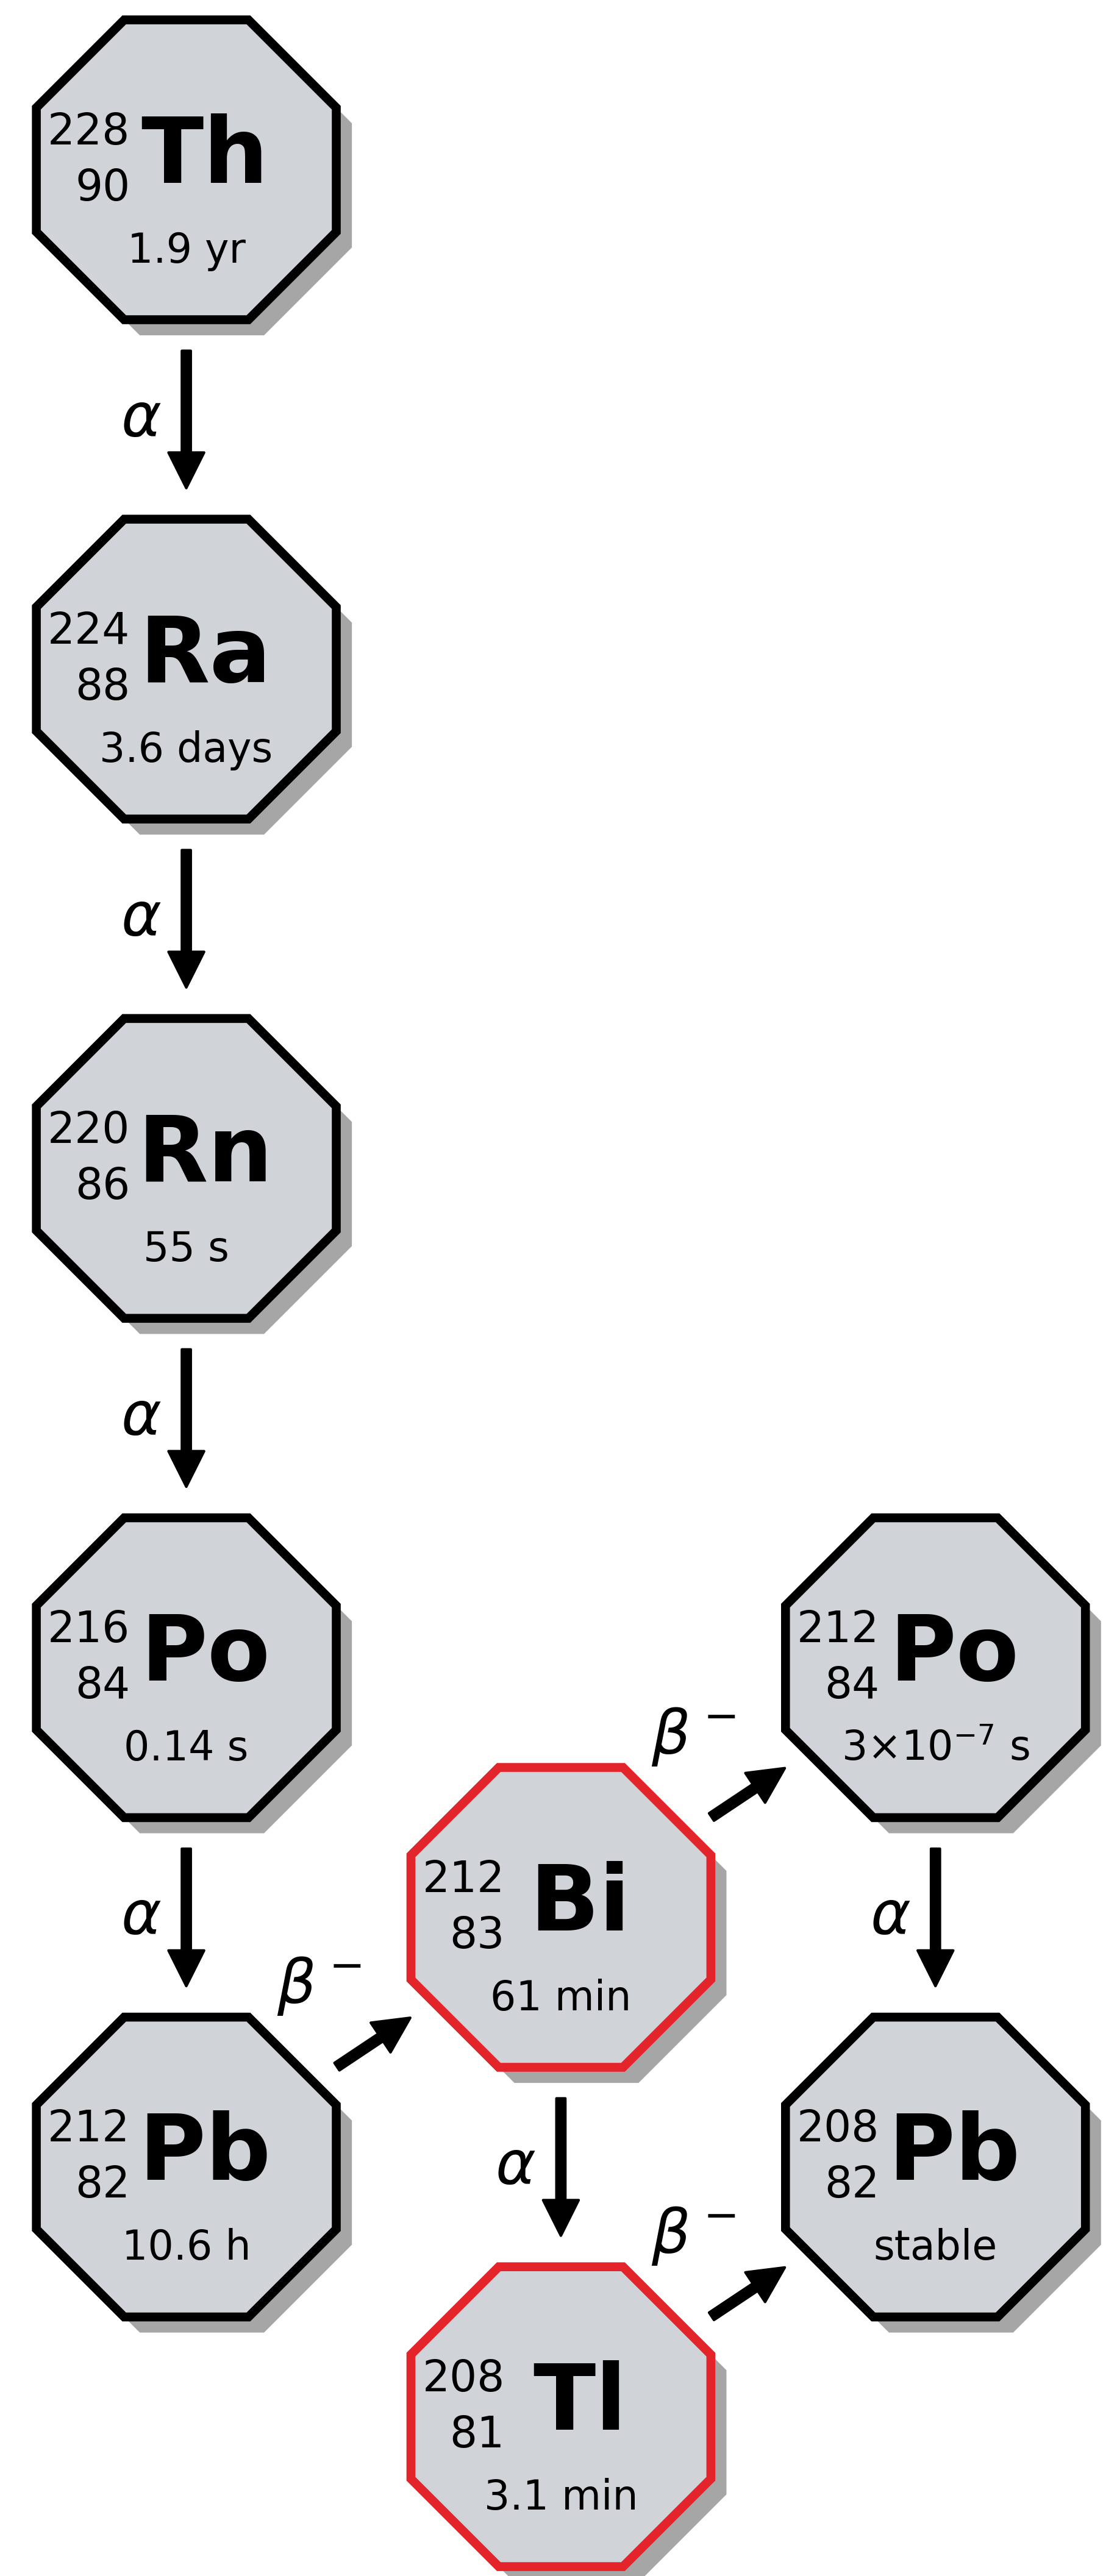 228
90
Th
1.9 yr
α
224
88
Ra
3.6 days
α
220
86
Rn
55 s
α
216
84
Po
0.14 s
α
212
82
Pb
10.6 h
β⁻
212
83
Bi
61 min
β⁻
212
84
Po
3×10⁻⁷ s
α
208
82
Pb
stable
α
208
81
Tl
3.1 min
β⁻